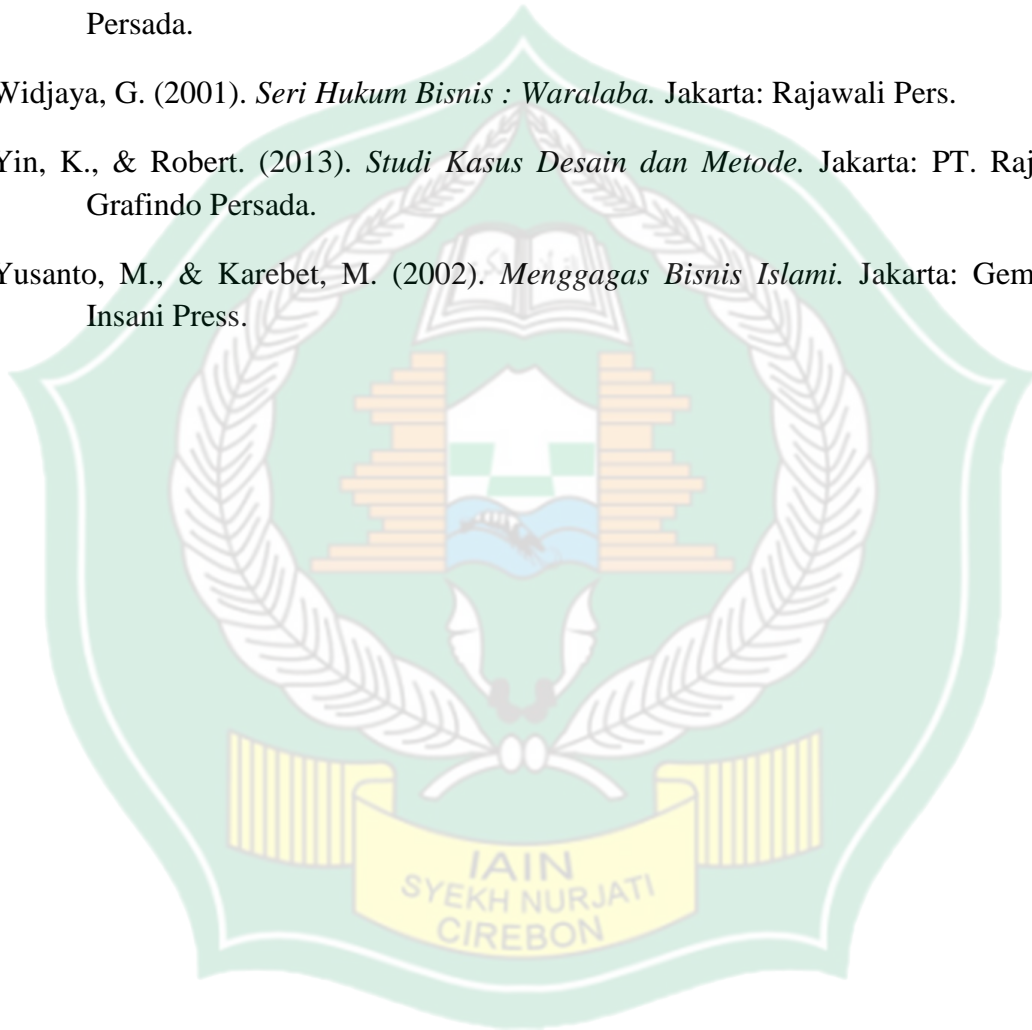 Persada.
Widjaya, G. (2001). Seri Hukum Bisnis : Waralaba. Jakarta: Rajawali Pers.
Yin, K., & Robert. (2013). Studi Kasus Desain dan Metode. Jakarta: PT. Raj
Grafindo Persada.
Yusanto, M., & Karebet, M. (2002). Menggagas Bisnis Islami. Jakarta: Gem
Insani Press.
IAIN
SYEKH NURJATI
CIREBON